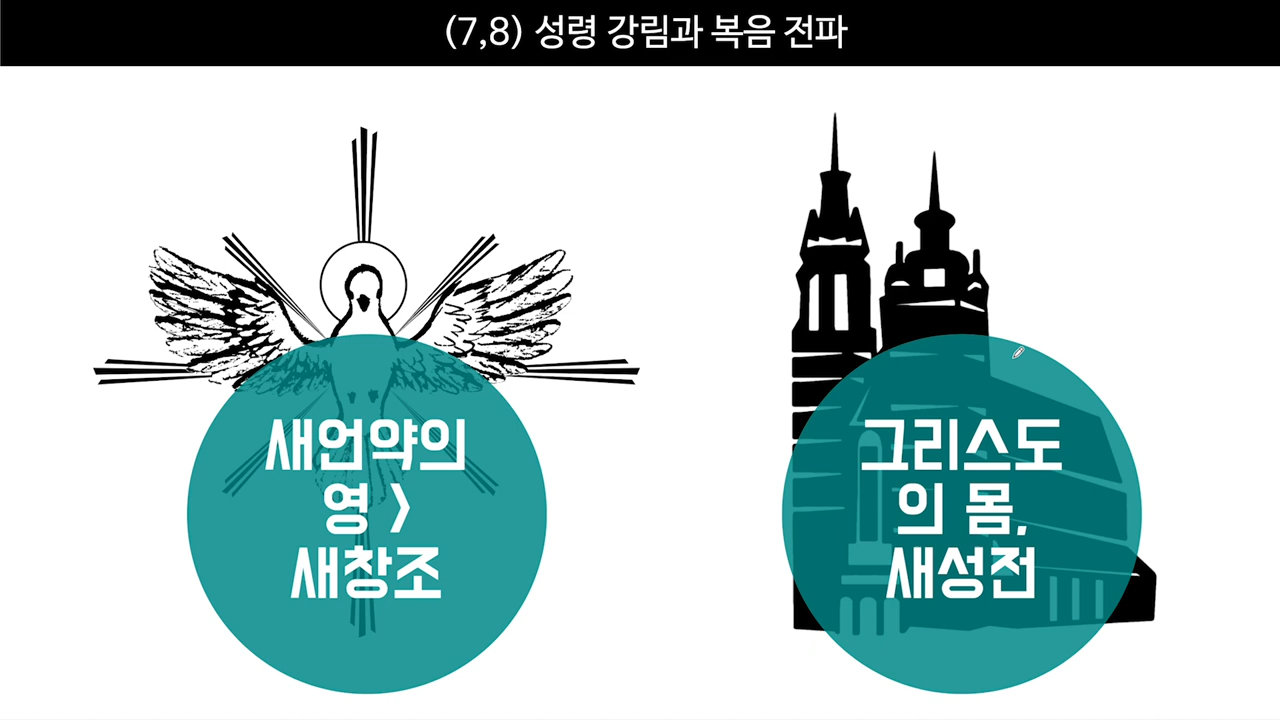 (7,8) 성령 강림과 복음 전파
새언약의
영 >
새창조
그리스도
의 몸,
새성전